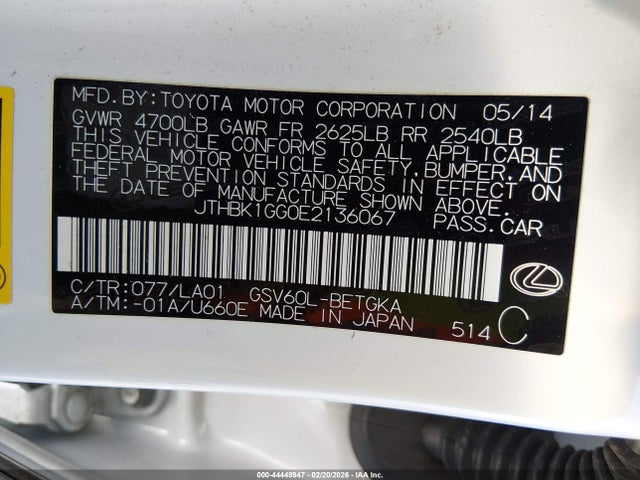 MFD.BY:TOYOTA MOTOR CORPORATION 05/14
GVWR 4700LB GAWR FR 2625LB RR 2540LB
THIS VEHICLE CONFORMS TO ALL APPLICABLE
FEDERAL MOTOR VEHICLE SAFETY,BUMPER,AND
THEFT PREVENTION STANDARDS IN EFFECT ON
THE DATE OF MANUFACTURE SHOWN ABOVE.
JTHBK1GG0E2136067 PASS.CAR
C/TR:077/LA01 GSV60L-BETGKA
A/TM:-01A/U660E MADE IN JAPAN 514 C
000-44448947 - 02/20/2026 - IAA Inc.